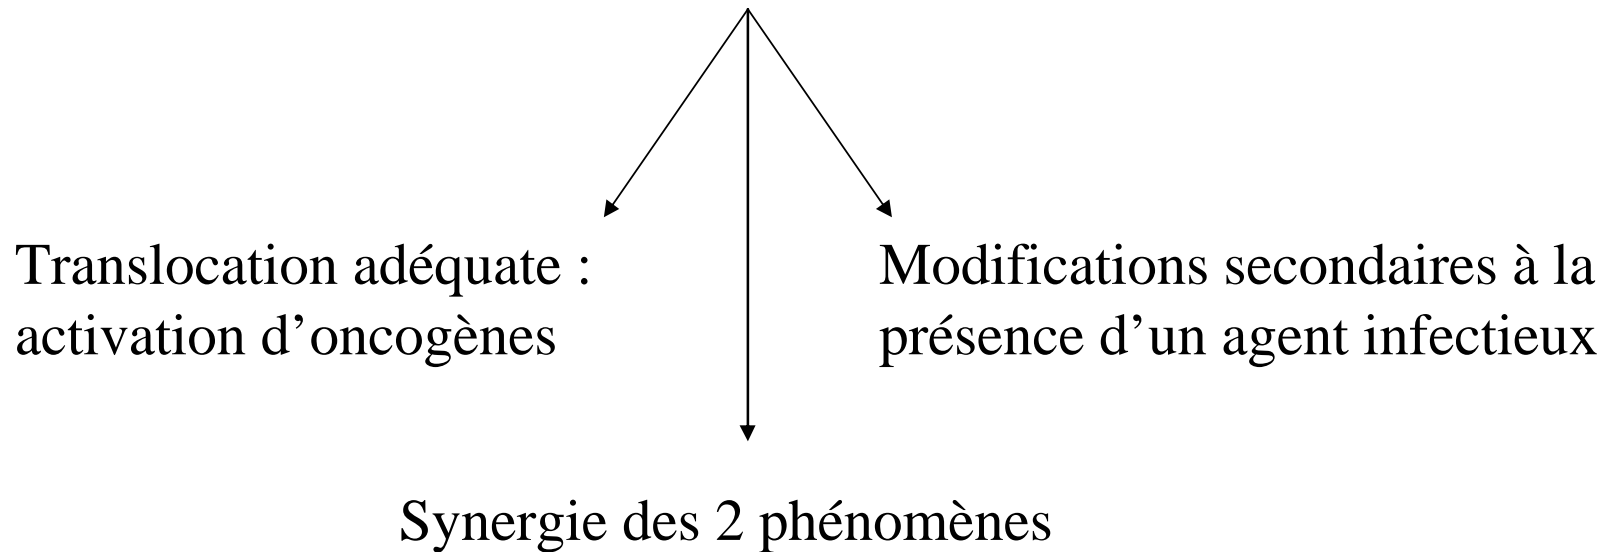 Translocation adéquate :
activation d’oncogènes
Modifications secondaires à la
présence d’un agent infectieux
Synergie des 2 phénomènes